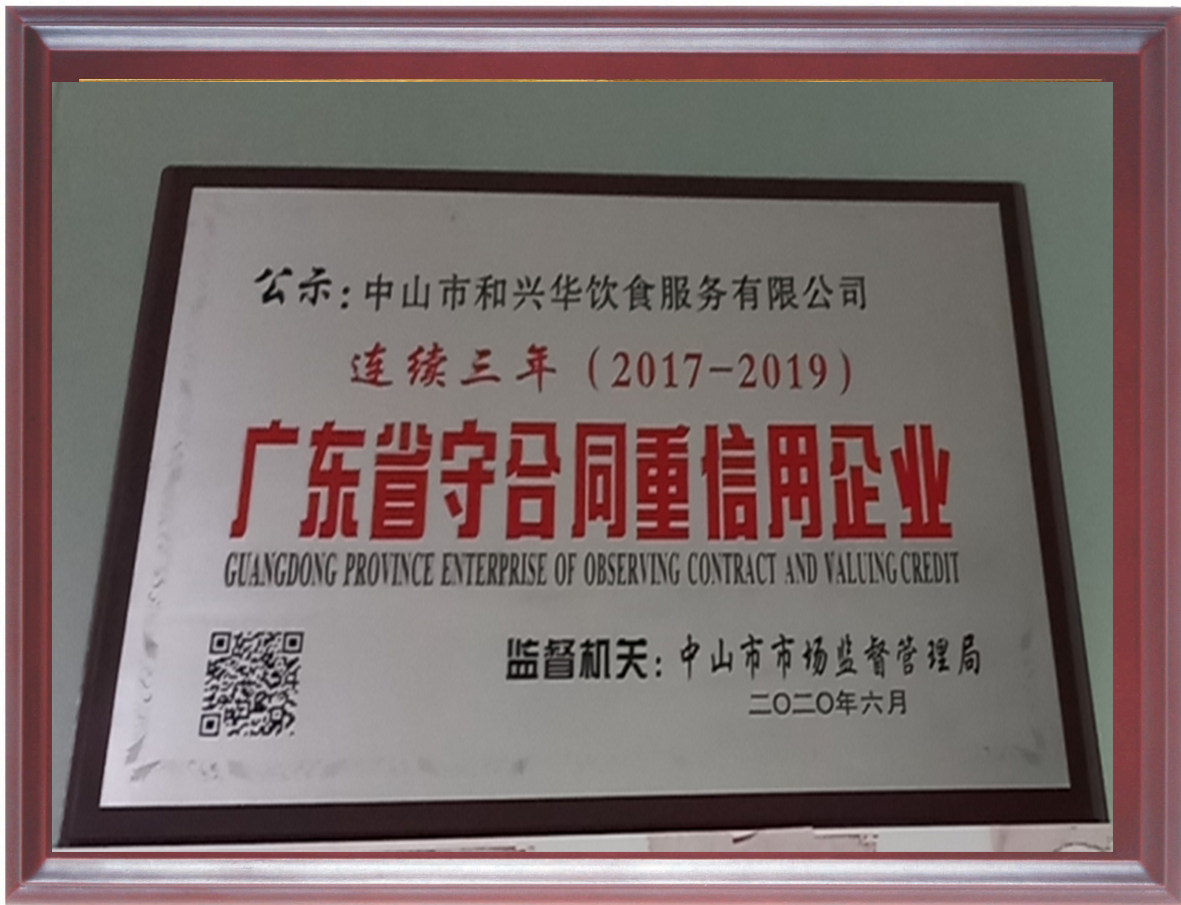 公示:中山市和兴华饮食服务有限公司
连续三年(2017-2019)
广东省守合同重信用企业
GUANGDONG PROVINCE ENTERPRISE OF OBSERVING CONTRACT AND VALUING CREDIT
监督机关:中山市市场监督管理局
二〇二〇年六月